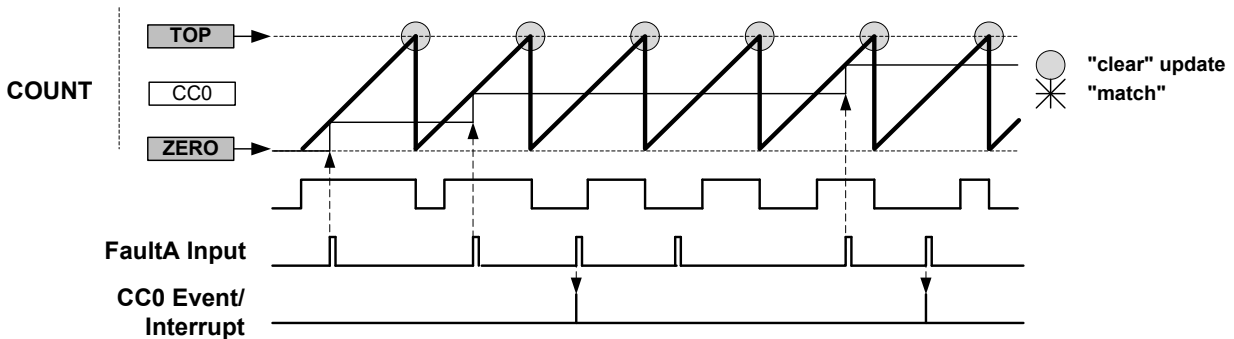 TOP
COUNT
CC0
ZERO
"clear" update
"match"
FaultA Input
CC0 Event/
Interrupt